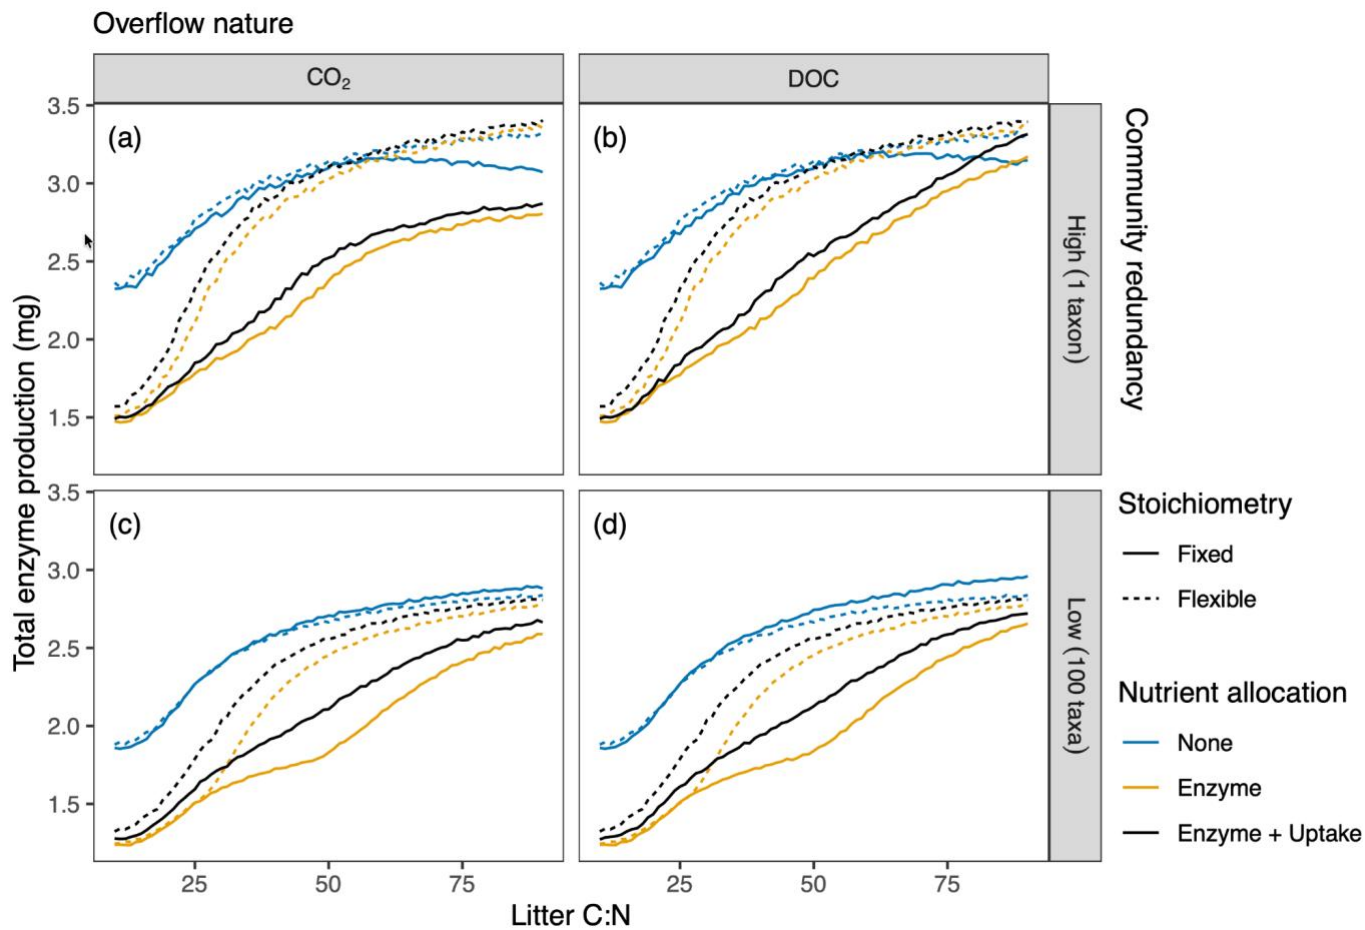 Overflow nature
CO₂
DOC
(a)
(b)
(c)
(d)
3.5
3.0
2.5
2.0
1.5
3.5
3.0
2.5
2.0
1.5
Total enzyme production (mg)
25
50
75
25
50
75
Litter C:N
High (1 taxon)
Low (100 taxa)
Community redundancy
Stoichiometry
Fixed
Flexible
Nutrient allocation
None
Enzyme
Enzyme + Uptake